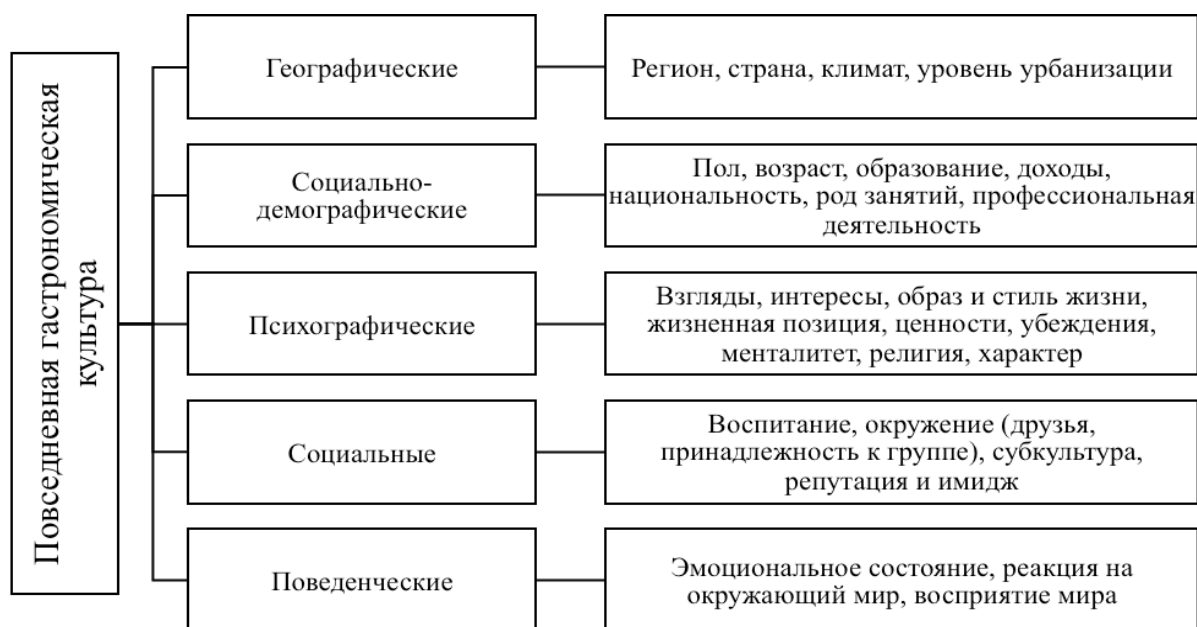 Повседневная гастрономическая
культура
Географические
Регион, страна, климат, уровень урбанизации
Социально-
демографические
Пол, возраст, образование, доходы,
национальность, род занятий, профессиональная
деятельность
Психографические
Взгляды, интересы, образ и стиль жизни,
жизненная позиция, ценности, убеждения,
менталитет, религия, характер
Социальные
Воспитание, окружение (друзья,
принадлежность к группе), субкультура,
репутация и имидж
Поведенческие
Эмоциональное состояние, реакция на
окружающий мир, восприятие мира